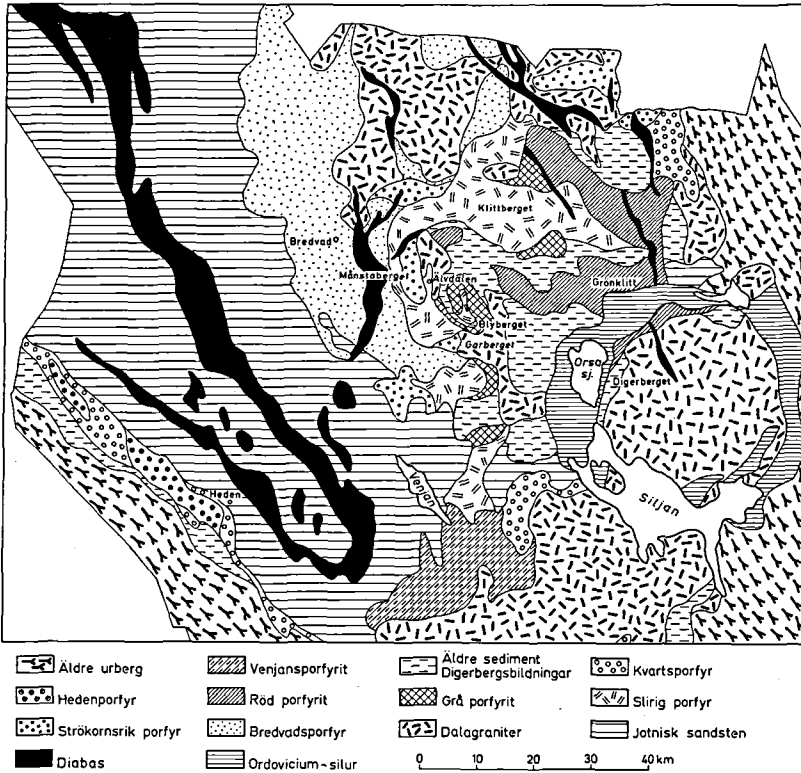 Klittberget
Bredvad
Månstaberget
Älvdalen
Grönklitt
Blyberget
Garberget
Orsa
sj.
Digerberget
Heden
Venjan
Siljan
Äldre urberg
Venjansporfyrit
Äldre sediment
Digerbergsbildningar
Kvartsporfyr
Hedenporfyr
Röd porfyrit
Grå porfyrit
Slirig porfyr
Strökornsrik porfyr
Bredvadsporfyr
Dalagraniter
Jotnisk sandsten
Diabas
Ordovicium-silur
0 10 20 30 40 km